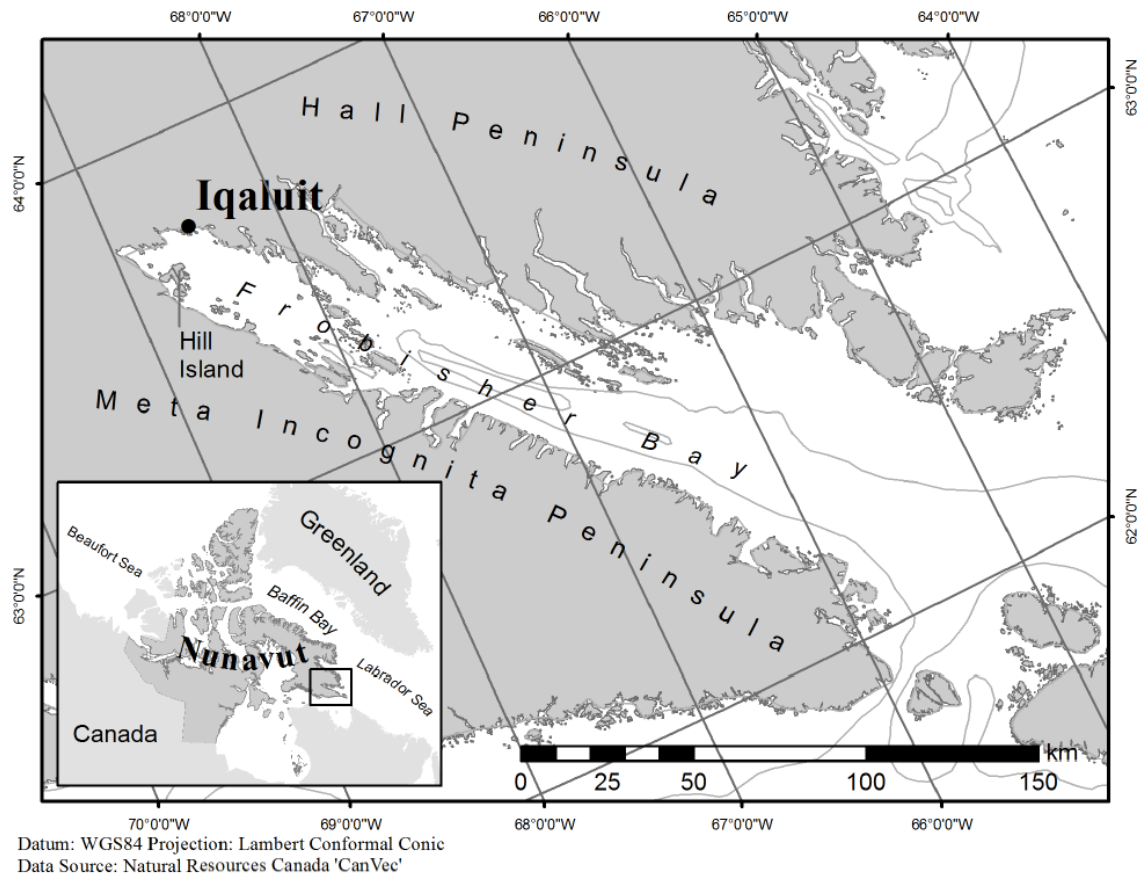 68°0'0"W 67°0'0"W 66°0'0"W 65°0'0"W 64°0'0"W
63°0'0"N
64°0'0"N
Hall Peninsula
Iqaluit
Frobisher Bay
Hill
Island
Meta Incognita Peninsula
62°0'0"N
63°0'0"N
Greenland
Beaufort Sea
Baffin Bay
Nunavut
Labrador Sea
Canada
km
0 25 50 100 150
70°0'0"W 69°0'0"W 68°0'0"W 67°0'0"W 66°0'0"W
Datum: WGS84 Projection: Lambert Conformal Conic
Data Source: Natural Resources Canada 'CanVec'